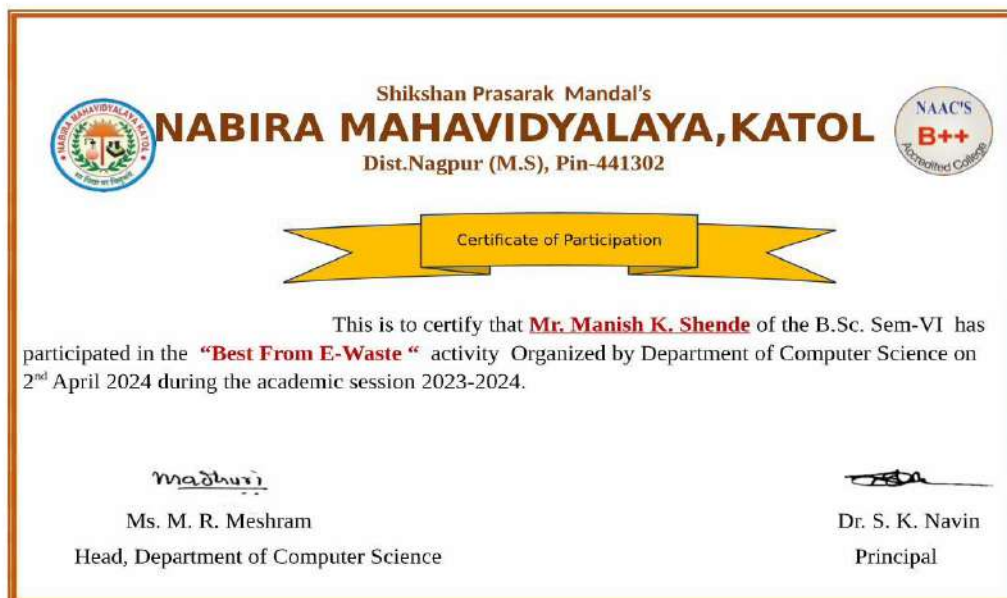 Shikshan Prasarak Mandal's
NABIRA MAHAVIDYALAYA,KATOL
Dist.Nagpur (M.S), Pin-441302
NABIRA MAHAVIDYALAYA KATOL
NAAC'S
B++
Accredited College
Certificate of Participation
This is to certify that Mr. Manish K. Shende of the B.Sc. Sem-VI has
participated in the “Best From E-Waste “ activity Organized by Department of Computer Science on
2nd April 2024 during the academic session 2023-2024.
Madhuri
Ms. M. R. Meshram
Dr. S. K. Navin
Head, Department of Computer Science
Principal